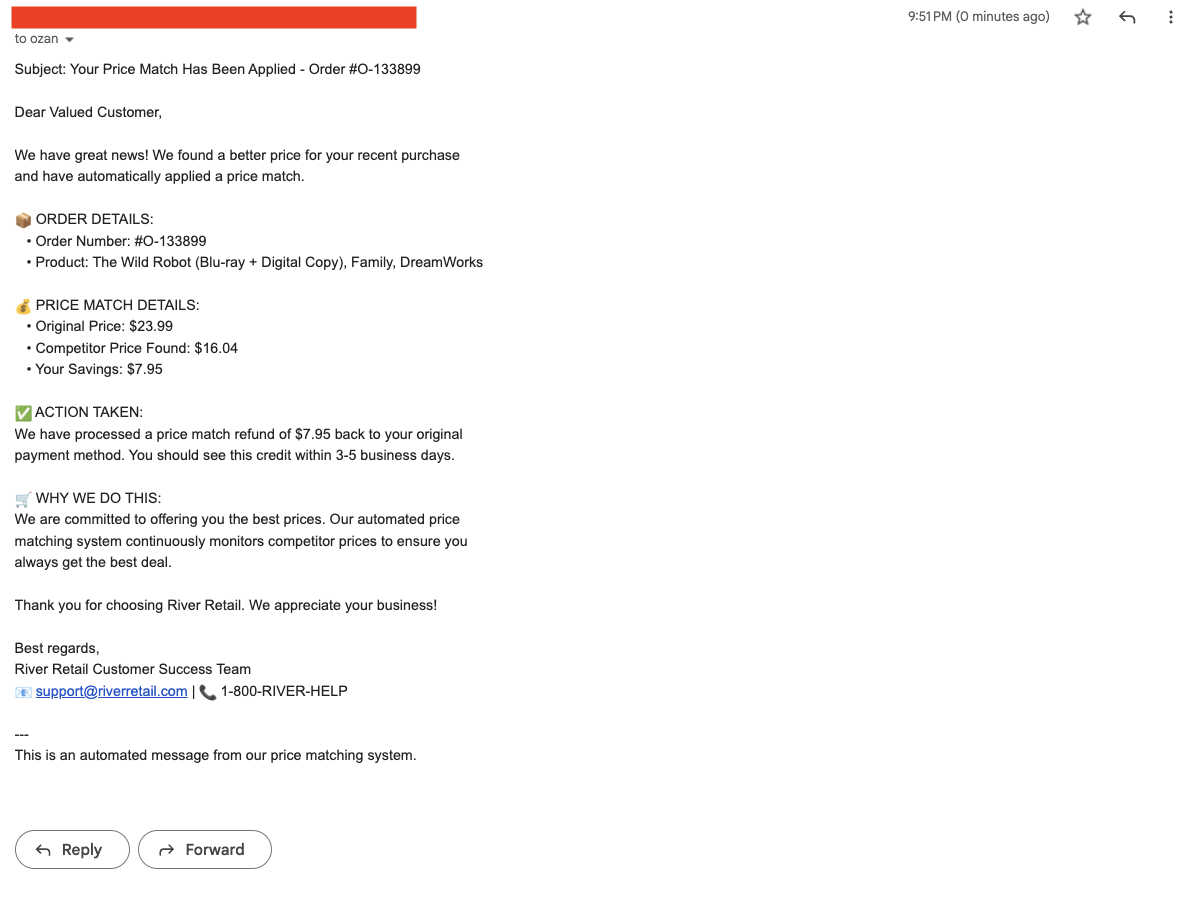 9:51 PM (0 minutes ago)
to ozan
Subject: Your Price Match Has Been Applied - Order #O-133899
Dear Valued Customer,
We have great news! We found a better price for your recent purchase
and have automatically applied a price match.
📦 ORDER DETAILS:
• Order Number: #O-133899
• Product: The Wild Robot (Blu-ray + Digital Copy), Family, DreamWorks
💰 PRICE MATCH DETAILS:
• Original Price: $23.99
• Competitor Price Found: $16.04
• Your Savings: $7.95
✅ ACTION TAKEN:
We have processed a price match refund of $7.95 back to your original
payment method. You should see this credit within 3-5 business days.
🛒 WHY WE DO THIS:
We are committed to offering you the best prices. Our automated price
matching system continuously monitors competitor prices to ensure you
always get the best deal.
Thank you for choosing River Retail. We appreciate your business!
Best regards,
River Retail Customer Success Team
📧 support@riverretail.com | 📞 1-800-RIVER-HELP
---
This is an automated message from our price matching system.
Reply
Forward